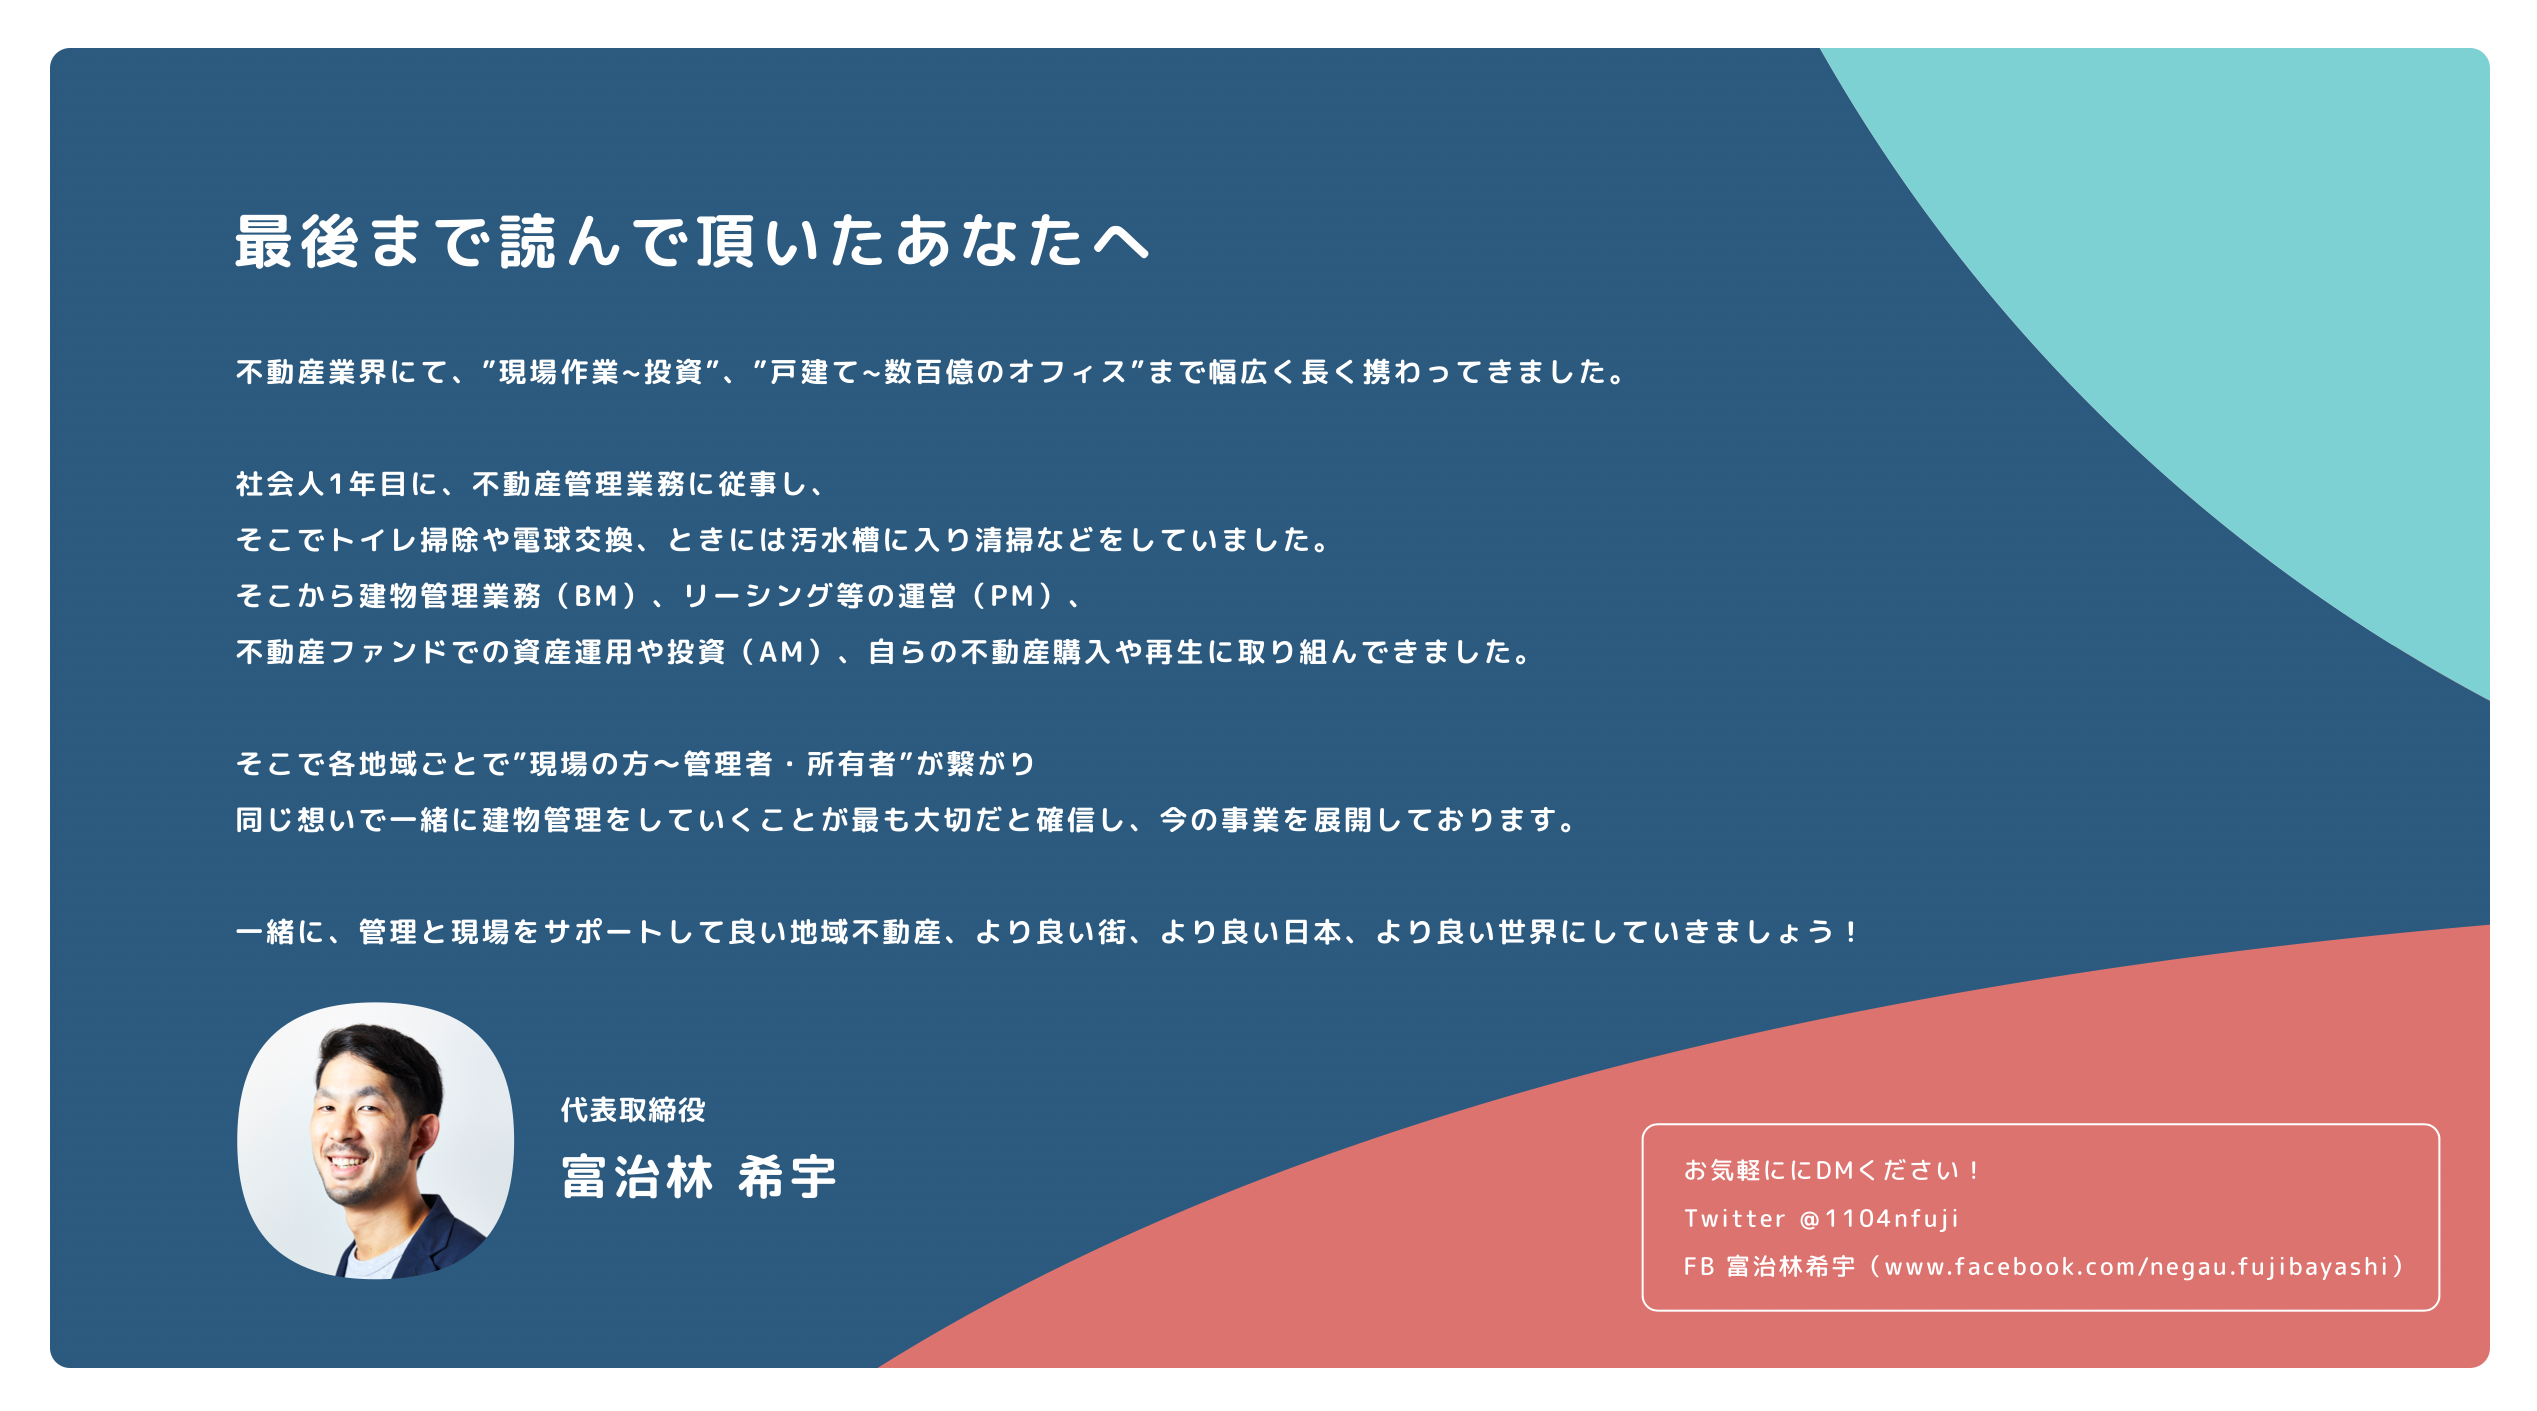 最後まで読んで頂いたあなたへ
不動産業界にて、”現場作業~投資”、”戸建て~数百億のオフィス”まで幅広く長く携わってきました。
社会人1年目に、不動産管理業務に従事し、
そこでトイレ掃除や電球交換、ときには汚水槽に入り清掃などをしていました。
そこから建物管理業務（BM）、リーシング等の運営（PM）、
不動産ファンドでの資産運用や投資（AM）、自らの不動産購入や再生に取り組んできました。
そこで各地域ごとで”現場の方〜管理者・所有者”が繋がり
同じ想いで一緒に建物管理をしていくことが最も大切だと確信し、今の事業を展開しております。
一緒に、管理と現場をサポートして良い地域不動産、より良い街、より良い日本、より良い世界にしていきましょう！
代表取締役
富治林 希宇
お気軽ににDMください！
Twitter @1104nfuji
FB 富治林希宇（www.facebook.com/negau.fujibayashi）